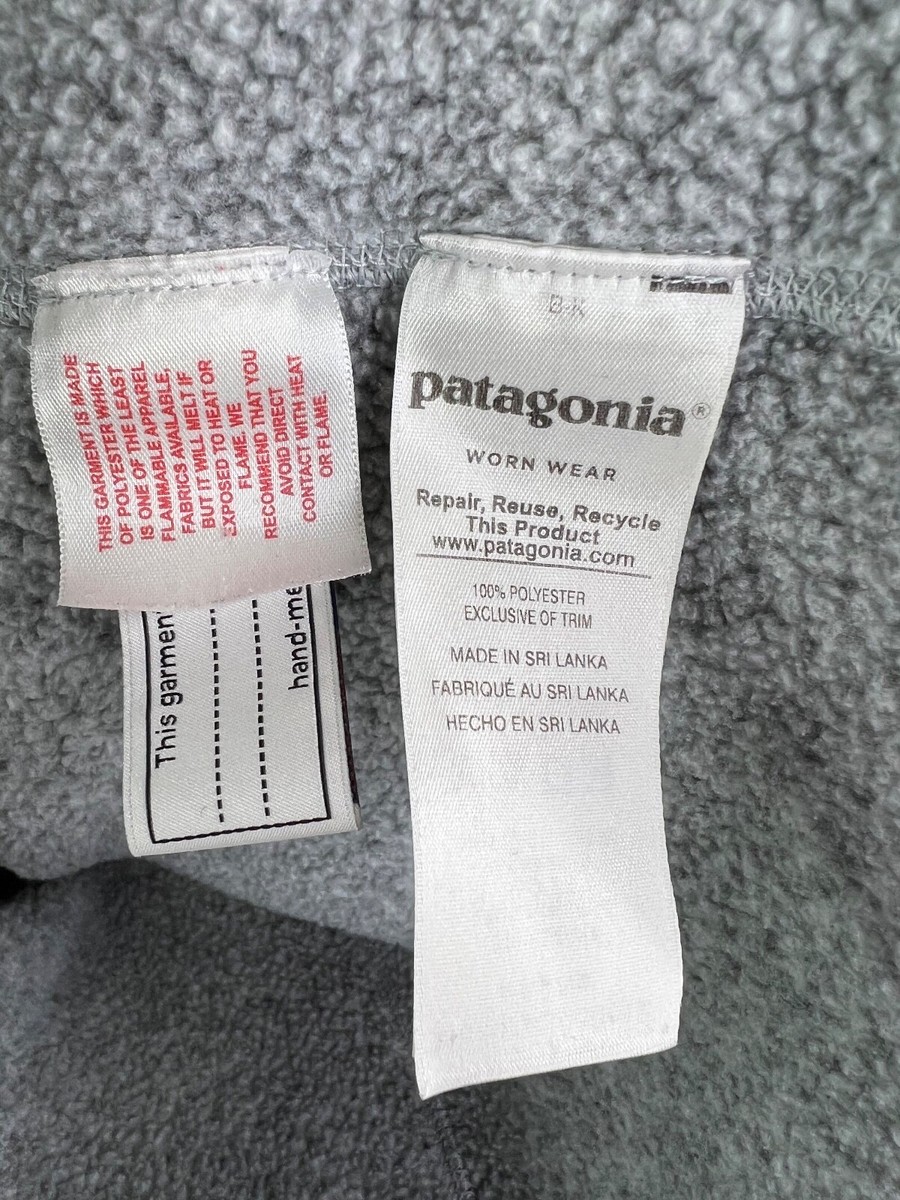 THIS GARMENT IS MADE
OF POLYESTER WHICH
IS ONE OF THE LEAST
FLAMMABLE APPAREL
FABRICS AVAILABLE,
BUT IT WILL MELT IF
EXPOSED TO HEAT OR
FLAME. WE
RECOMMEND THAT YOU
AVOID DIRECT
CONTACT WITH HEAT
OR FLAME.
This garmen
hand-me
B-K
patagonia®
WORN WEAR
Repair, Reuse, Recycle
This Product
www.patagonia.com
100% POLYESTER
EXCLUSIVE OF TRIM
MADE IN SRI LANKA
FABRIQUÉ AU SRI LANKA
HECHO EN SRI LANKA